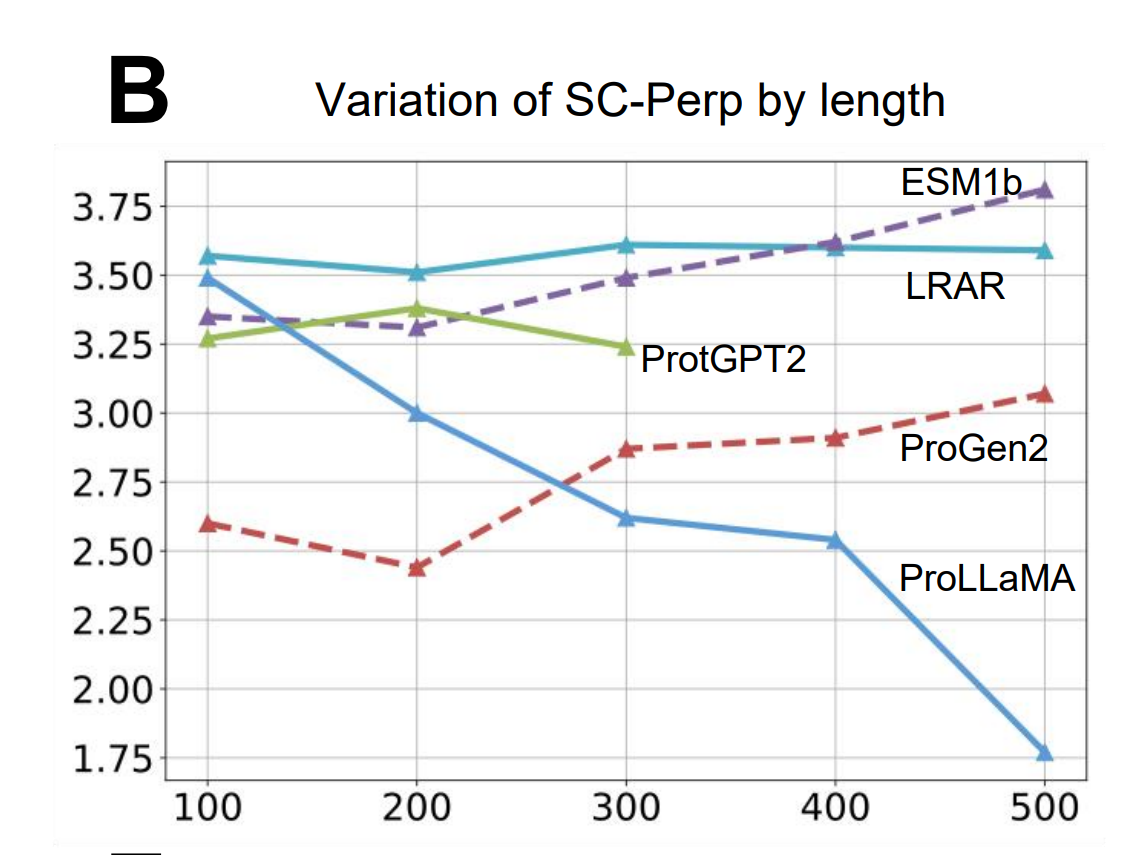 B
Variation of SC-Perp by length
3.75
3.50
3.25
3.00
2.75
2.50
2.25
2.00
1.75
ESM1b
LRAR
ProtGPT2
ProGen2
ProLLaMA
100 200 300 400 500